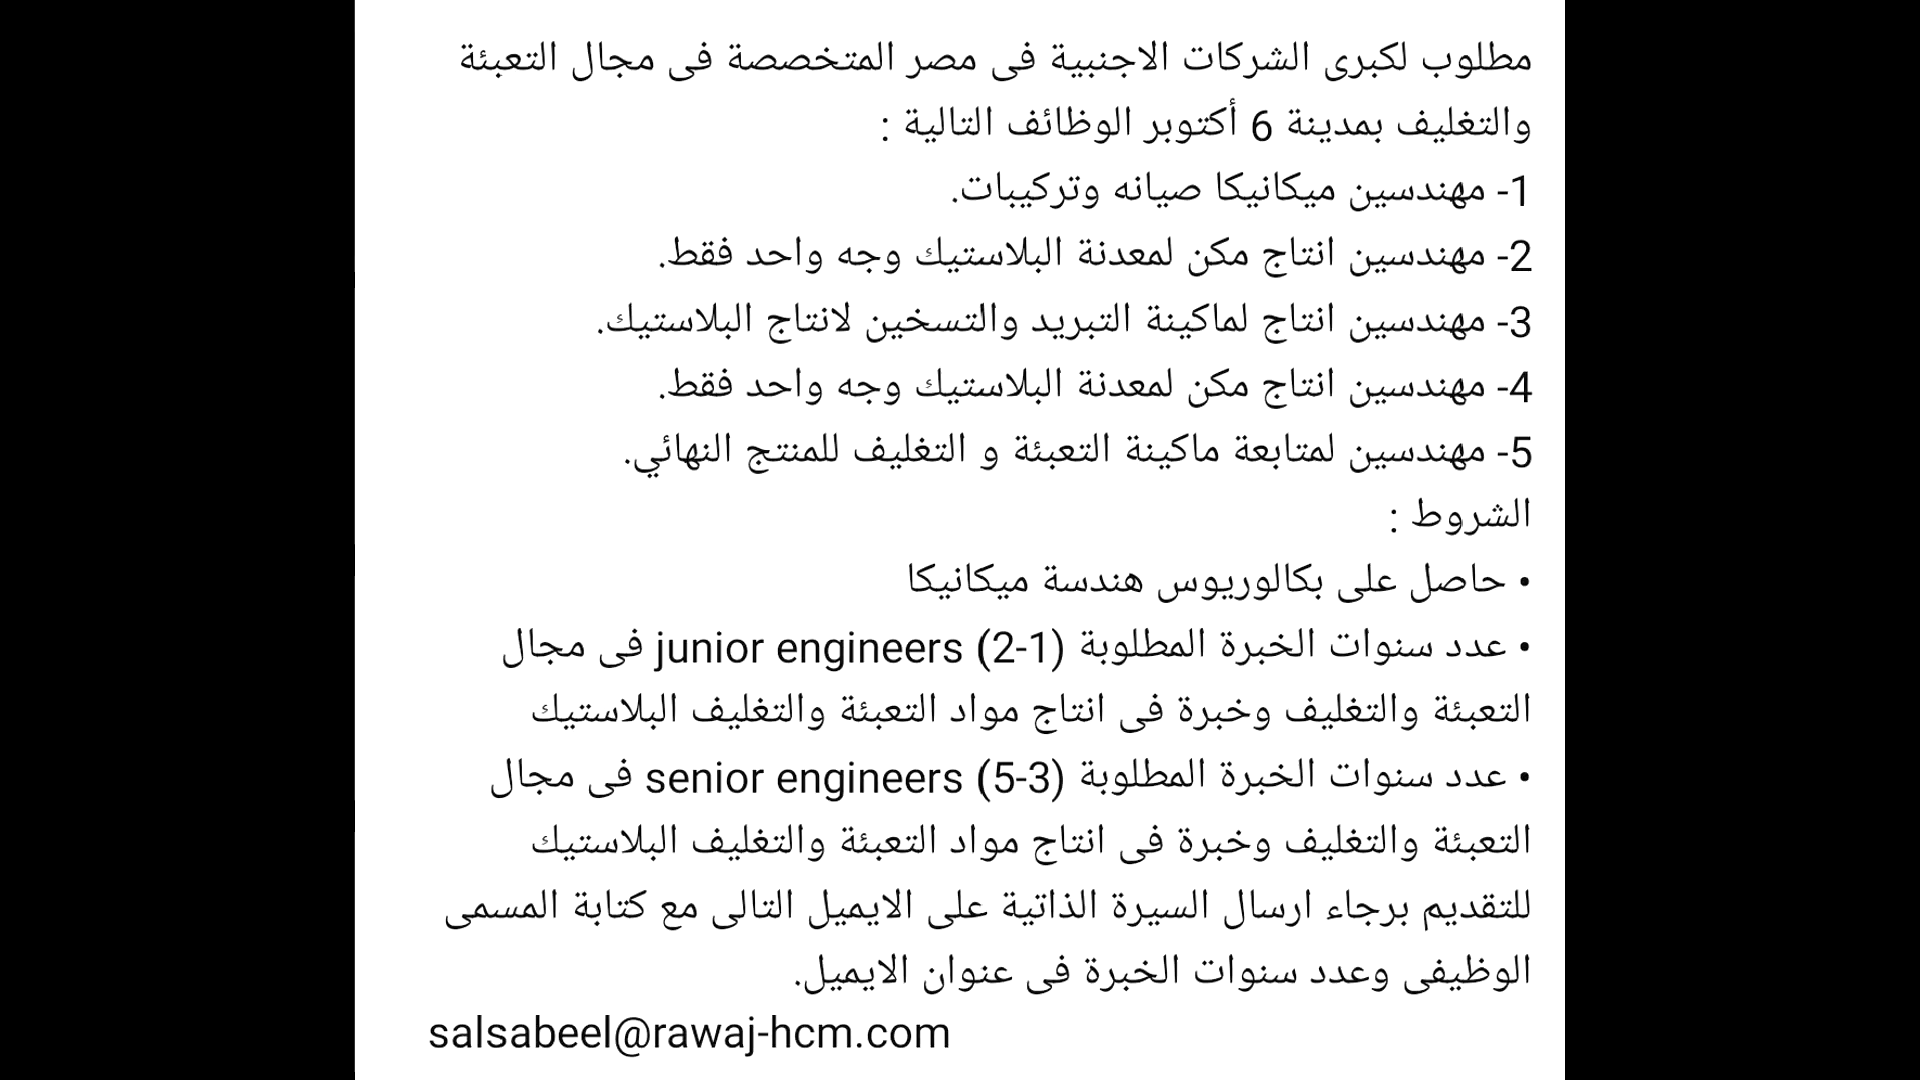 مطلوب لكبرى الشركات الاجنبية فى مصر المتخصصة فى مجال التعبئة
والتغليف بمدينة 6 أكتوبر الوظائف التالية :
1- مهندسين ميكانيكا صيانه وتركيبات.
2- مهندسين انتاج مكن لمعدنة البلاستيك وجه واحد فقط.
3- مهندسين انتاج لماكينة التبريد والتسخين لانتاج البلاستيك.
4- مهندسين انتاج مكن لمعدنة البلاستيك وجه واحد فقط.
5- مهندسين لمتابعة ماكينة التعبئة و التغليف للمنتج النهائي.
الشروط :
• حاصل على بكالوريوس هندسة ميكانيكا
• عدد سنوات الخبرة المطلوبة (1-2) junior engineers فى مجال
التعبئة والتغليف وخبرة فى انتاج مواد التعبئة والتغليف البلاستيك
• عدد سنوات الخبرة المطلوبة (3-5) senior engineers فى مجال
التعبئة والتغليف وخبرة فى انتاج مواد التعبئة والتغليف البلاستيك
للتقديم برجاء ارسال السيرة الذاتية على الايميل التالى مع كتابة المسمى
الوظيفى وعدد سنوات الخبرة فى عنوان الايميل.
salsabeel@rawaj-hcm.com